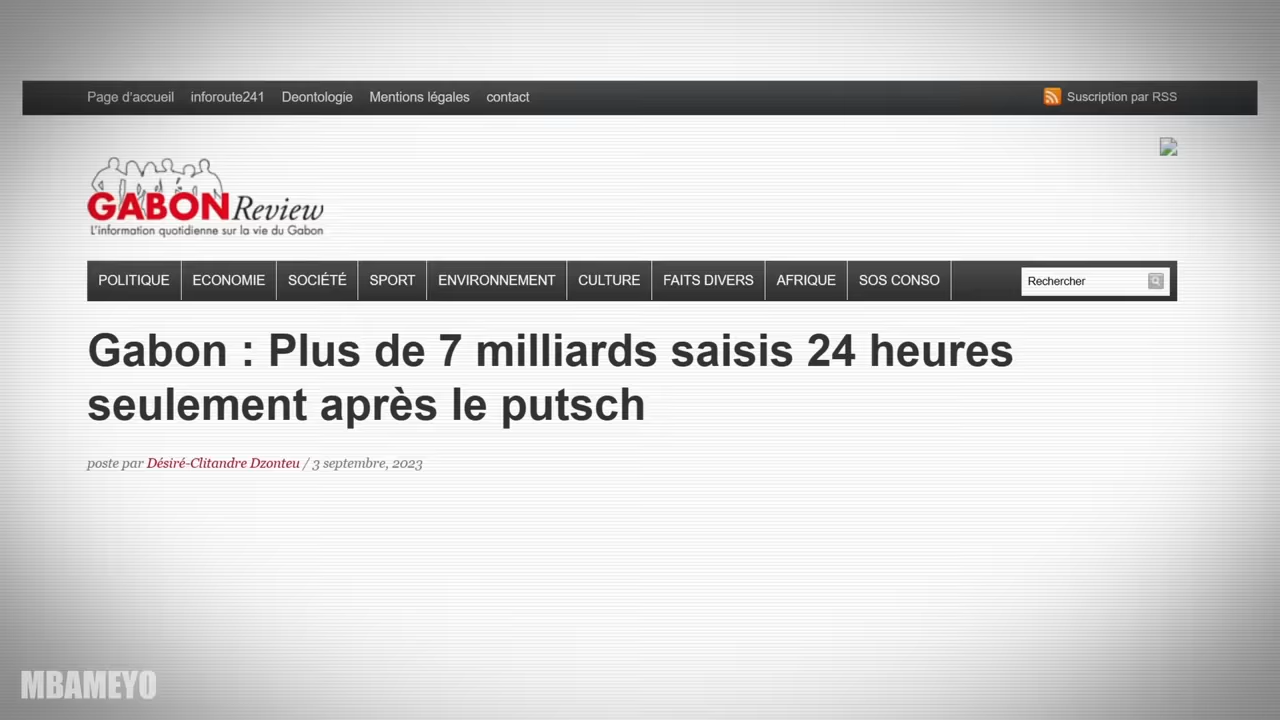 Page d'accueil inforoute241 Deontologie Mentions légales contact Suscription par RSS
GABON Review
L'information quotidienne sur la vie du Gabon
POLITIQUE ECONOMIE SOCIÉTÉ SPORT ENVIRONNEMENT CULTURE FAITS DIVERS AFRIQUE SOS CONSO Rechercher
Gabon : Plus de 7 milliards saisis 24 heures
seulement après le putsch
poste par Désiré-Clitandre Dzonteu / 3 septembre, 2023
MBAMEYO